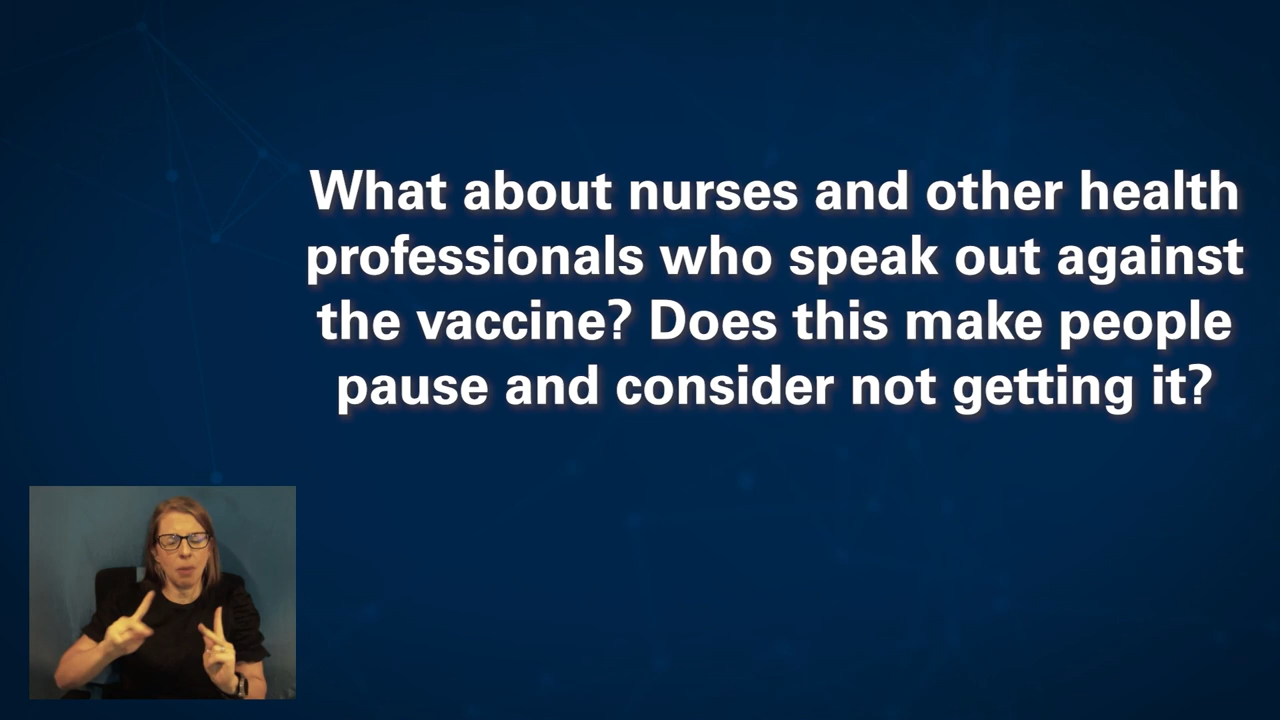 What about nurses and other health
professionals who speak out against
the vaccine? Does this make people
pause and consider not getting it?